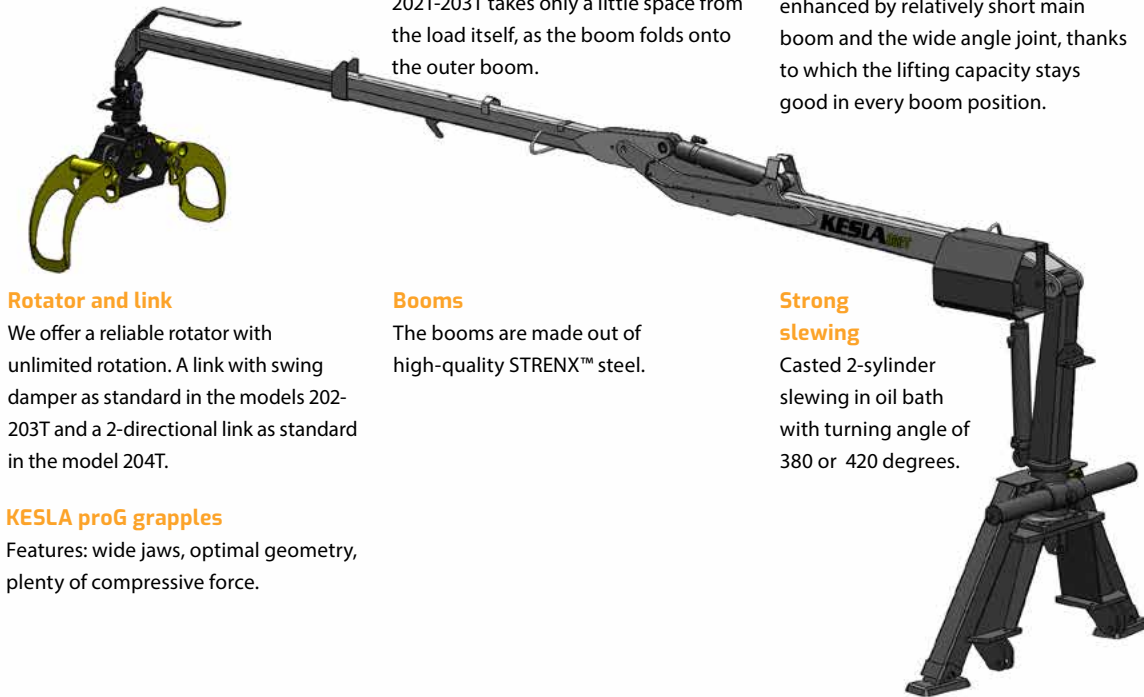 2021-203T takes only a little space from
the load itself, as the boom folds onto
the outer boom.
enhanced by relatively short main
boom and the wide angle joint, thanks
to which the lifting capacity stays
good in every boom position.
KESLA
Rotator and link
We offer a reliable rotator with
unlimited rotation. A link with swing
damper as standard in the models 202-
203T and a 2-directional link as standard
in the model 204T.
KESLA proG grapples
Features: wide jaws, optimal geometry,
plenty of compressive force.
Booms
The booms are made out of
high-quality STRENX™ steel.
Strong
slewing
Casted 2-sylinder
slewing in oil bath
with turning angle of
380 or 420 degrees.